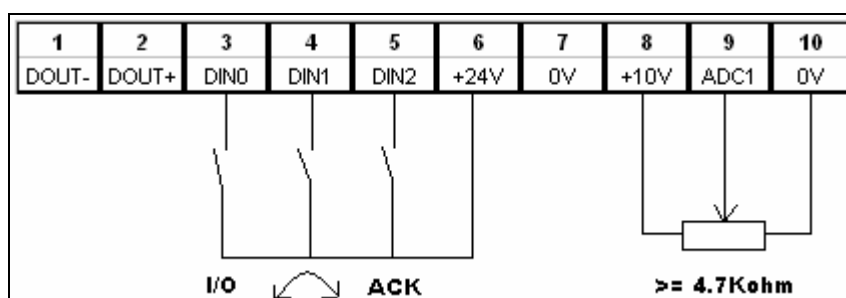 1 2 3 4 5 6 7 8 9 10
DOUT- DOUT+ DIN0 DIN1 DIN2 +24V 0V +10V ADC1 0V
I/O ACK >= 4.7Kohm